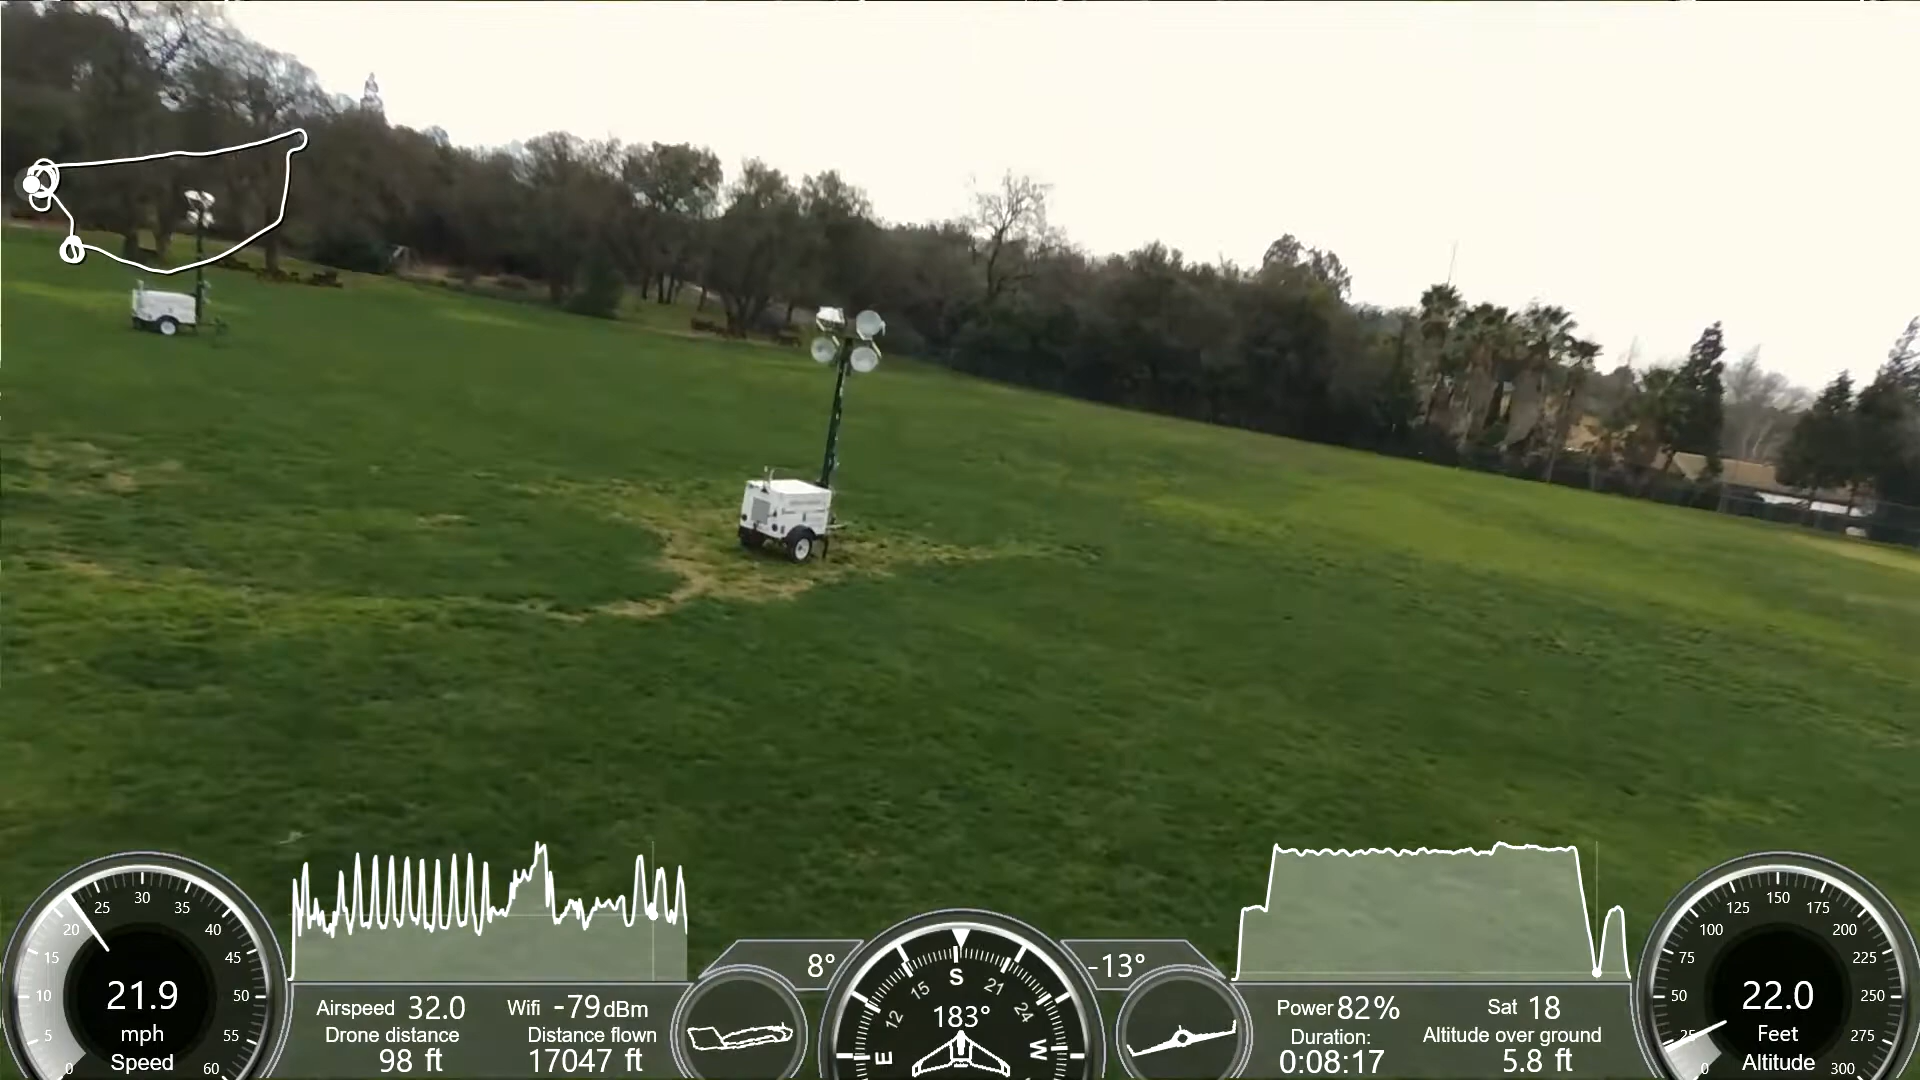 20 25 30 35 40
15 45
10 50
5 55
0 60
21.9
mph
Speed
Airspeed 32.0 Wifi -79dBm
Drone distance Distance flown
98 ft 17047 ft
8°
-13°
E 12 15 S 21 24 W
183°
Power 82% Sat 18
Duration: Altitude over ground
0:08:17 5.8 ft
100 125 150 175 200
75 225
50 250
25 275
0 300
22.0
Feet
Altitude